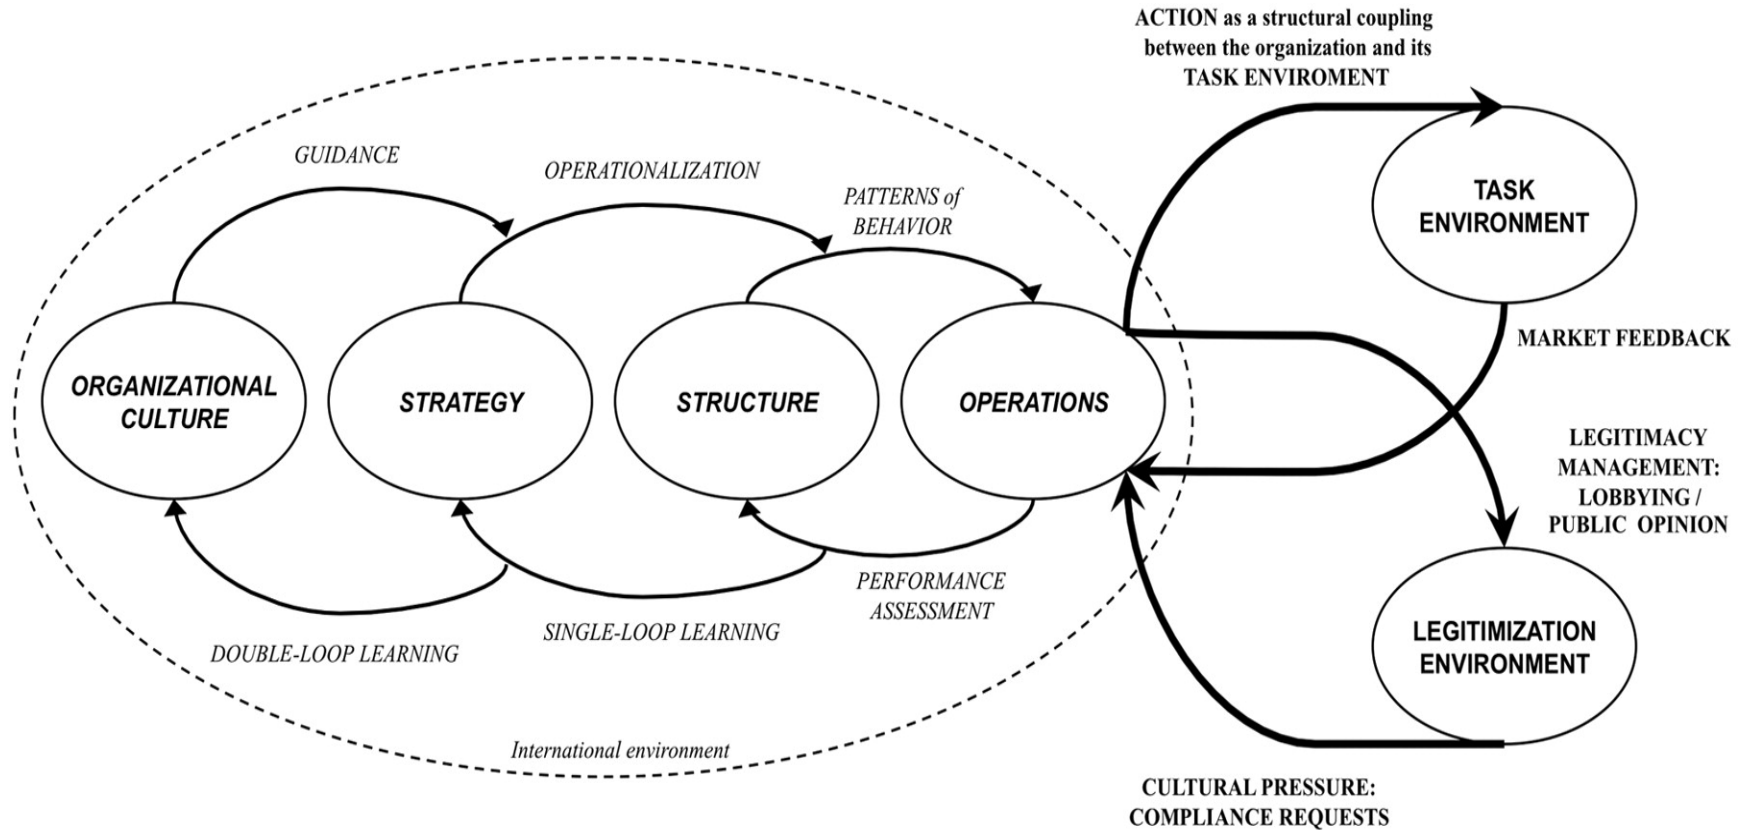 ACTION as a structural coupling
between the organization and its
TASK ENVIROMENT
GUIDANCE
OPERATIONALIZATION
PATTERNS of
BEHAVIOR
TASK
ENVIRONMENT
MARKET FEEDBACK
ORGANIZATIONAL
CULTURE
STRATEGY
STRUCTURE
OPERATIONS
LEGITIMACY
MANAGEMENT:
LOBBYING /
PUBLIC OPINION
PERFORMANCE
ASSESSMENT
SINGLE-LOOP LEARNING
DOUBLE-LOOP LEARNING
LEGITIMIZATION
ENVIRONMENT
International environment
CULTURAL PRESSURE:
COMPLIANCE REQUESTS